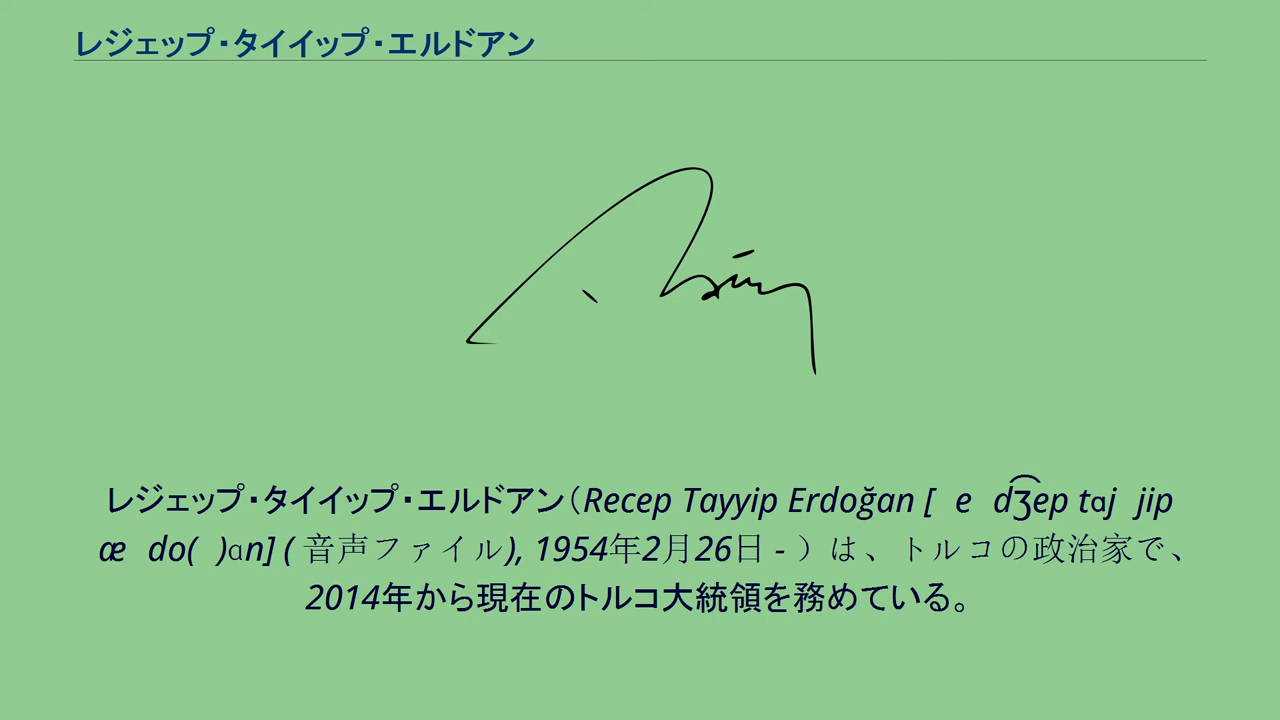 レジェップ・タイイップ・エルドアン
レジェップ・タイイップ・エルドアン（Recep Tayyip Erdoğan [ e d͡ʒep tɑj jip
æ do( )ɑn] ( 音声ファイル), 1954年2月26日 - ）は、トルコの政治家で、
2014年から現在のトルコ大統領を務めている。